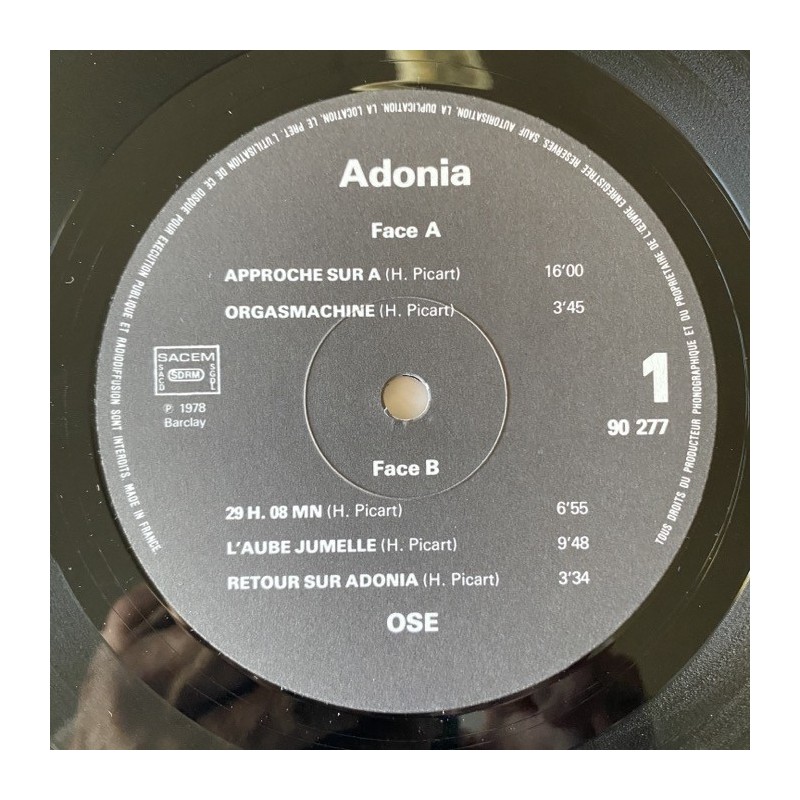 TOUS DROITS DU PRODUCTEUR PHONOGRAPHIQUE ET DU PROPRIETAIRE DE L'ŒUVRE ENREGISTREE RESERVES SAUF AUTORISATION. LA DUPLICATION. LA LOCATION. LE PRET. L'UTILISATION DE CE DISQUE POUR EXECUTION PUBLIQUE ET RADIODIFFUSION SONT INTERDITS. MADE IN FRANCE
Adonia
Face A
APPROCHE SUR A (H. Picart) 16'00
ORGASMACHINE (H. Picart) 3'45
SACEM
SACD SDRM SGDL
℗ 1978
Barclay
1
90 277
Face B
29 H. 08 MN (H. Picart) 6'55
L'AUBE JUMELLE (H. Picart) 9'48
RETOUR SUR ADONIA (H. Picart) 3'34
OSE